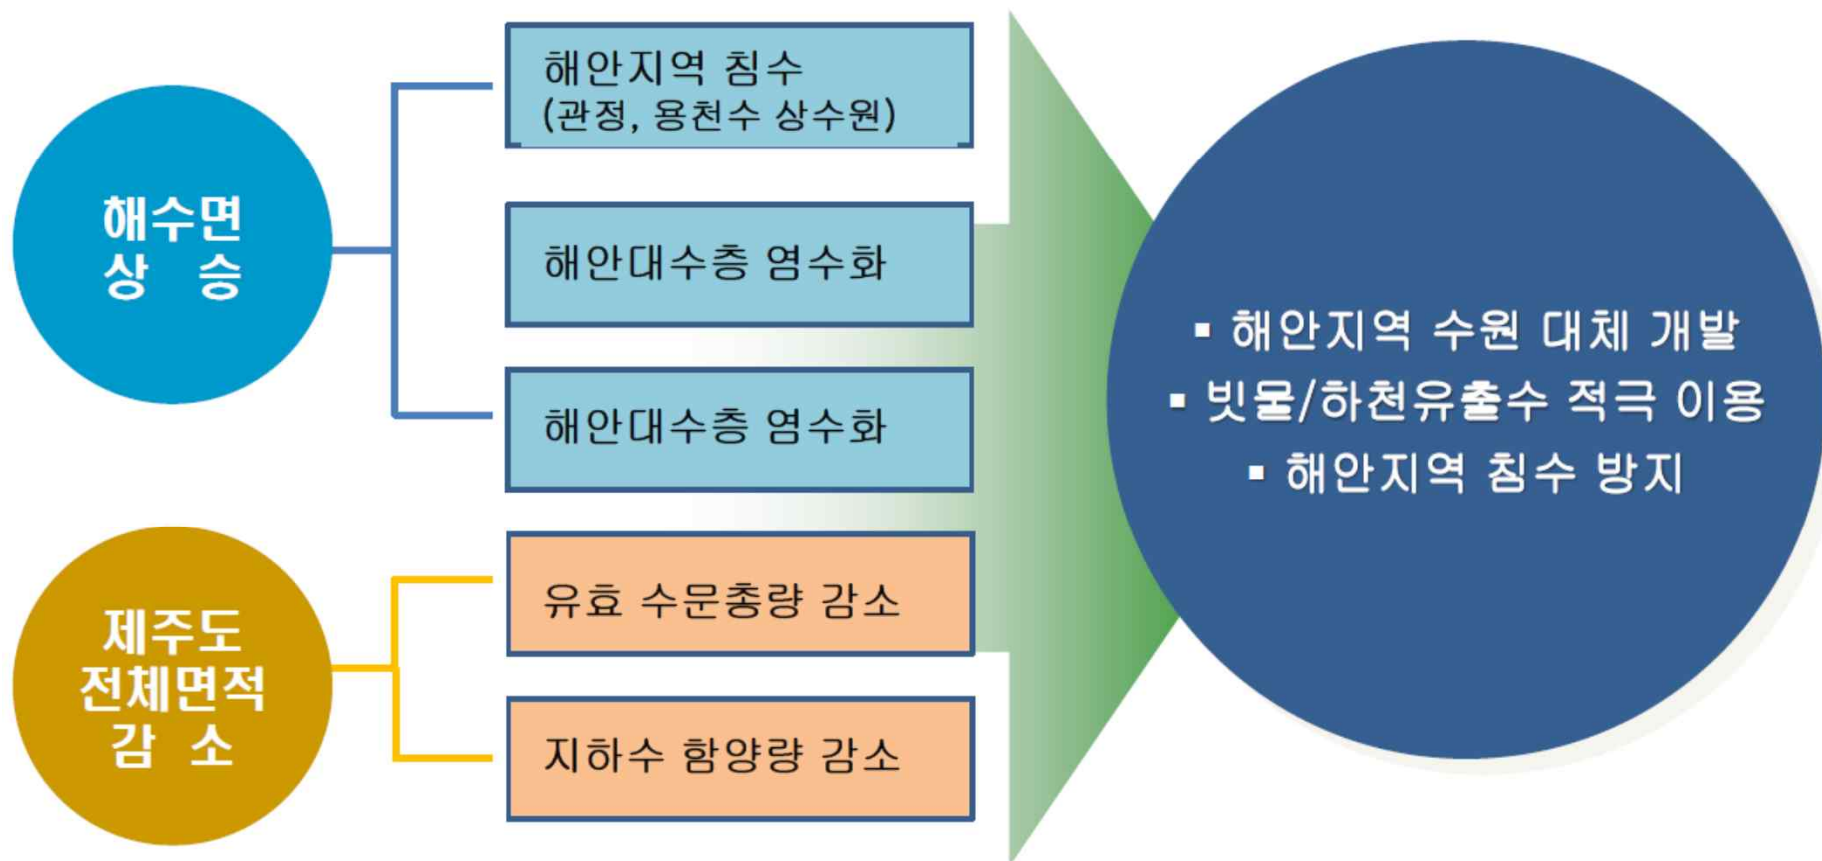 해수면
상 승
해안지역 침수
(관정, 용천수 상수원)
해안대수층 염수화
해안대수층 염수화
제주도
전체면적
감 소
유효 수문총량 감소
지하수 함양량 감소
▪ 해안지역 수원 대체 개발
▪ 빗물/하천유출수 적극 이용
▪ 해안지역 침수 방지